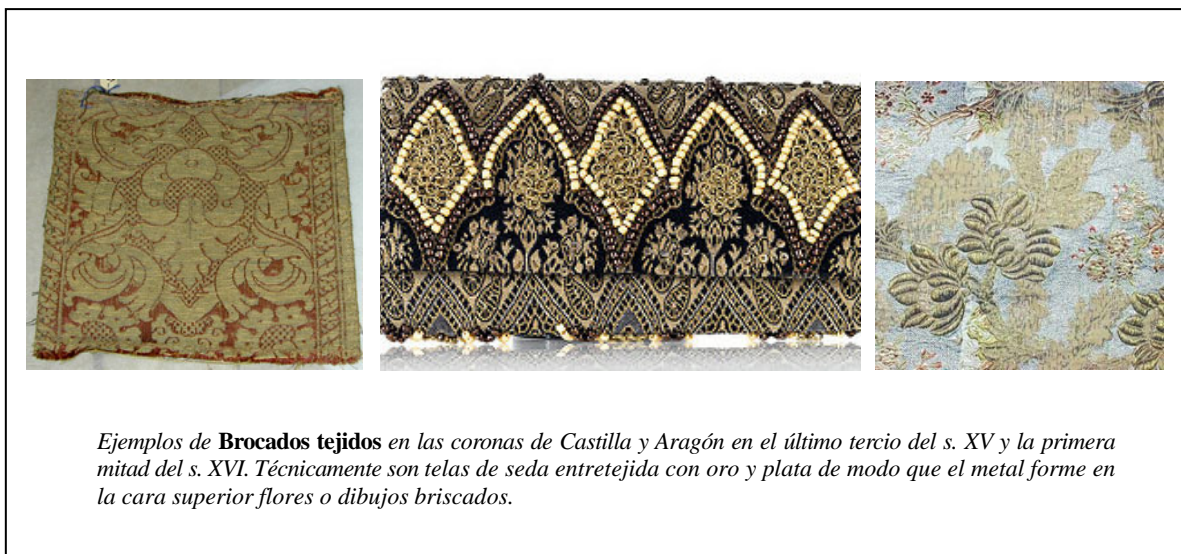 Ejemplos de Brocados tejidos en las coronas de Castilla y Aragón en el último tercio del s. XV y la primera
mitad del s. XVI. Técnicamente son telas de seda entretejida con oro y plata de modo que el metal forme en
la cara superior flores o dibujos briscados.